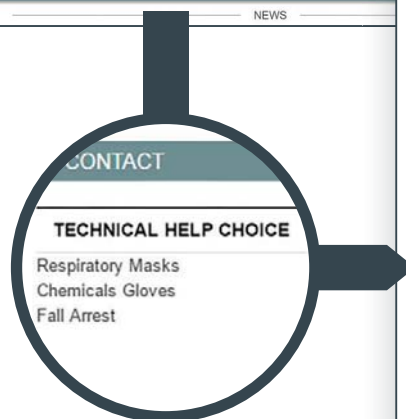 NEWS
CONTACT
TECHNICAL HELP CHOICE
Respiratory Masks
Chemicals Gloves
Fall Arrest